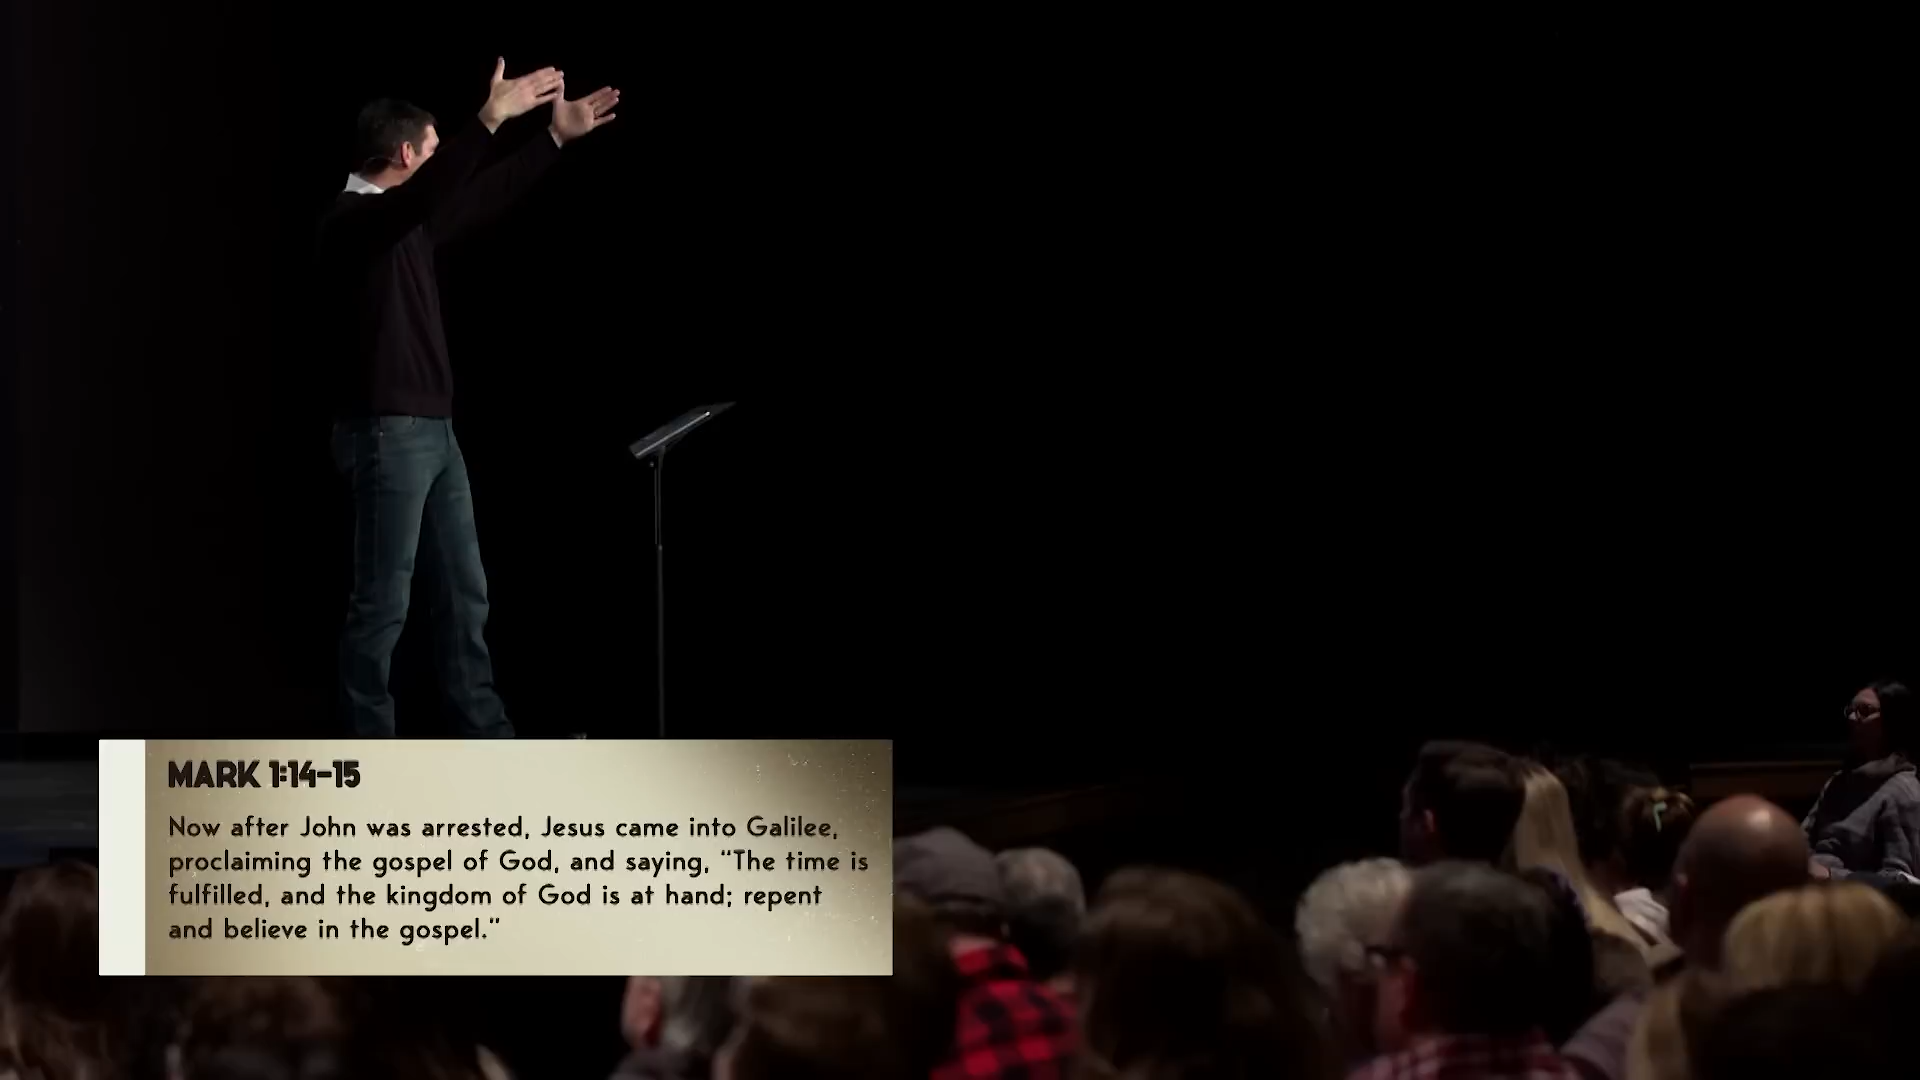 MARK 1:14-15
Now after John was arrested, Jesus came into Galilee,
proclaiming the gospel of God, and saying, “The time is
fulfilled, and the kingdom of God is at hand; repent
and believe in the gospel.”